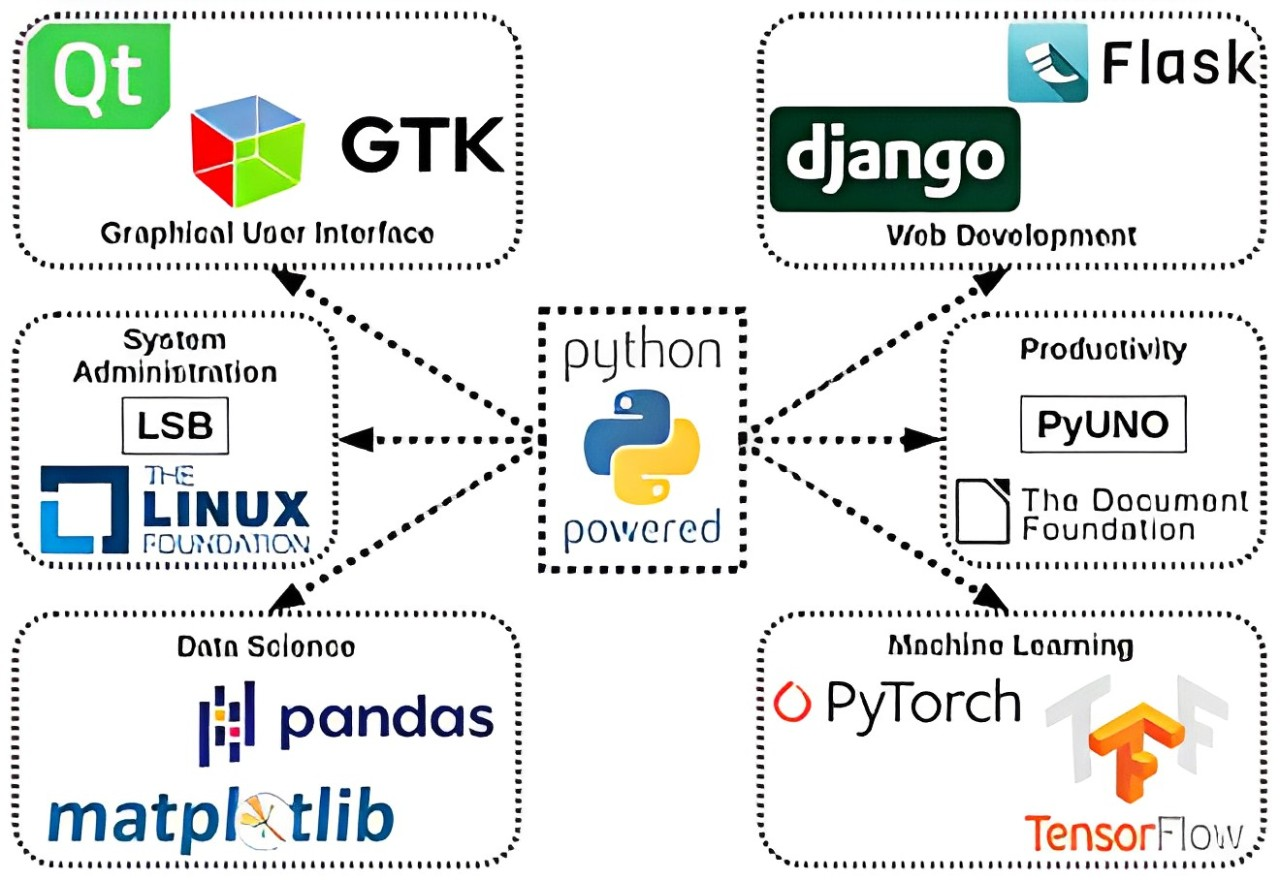 Qt
GTK
Graphical User Interface
Flask
django
Web Development
System
Administration
LSB
THE
LINUX
FOUNDATION
python
powered
Productivity
PyUNO
The Document
Foundation
Data Science
pandas
matplotlib
Machine Learning
PyTorch
TF
TensorFlow